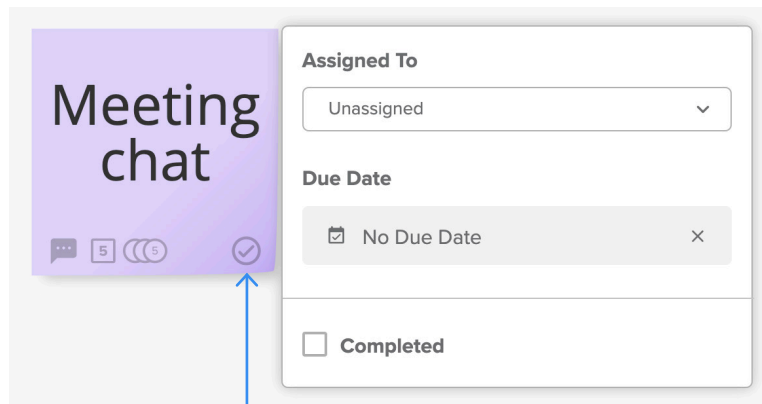 Meeting
chat
5
5
Assigned To
Unassigned
Due Date
No Due Date
Completed